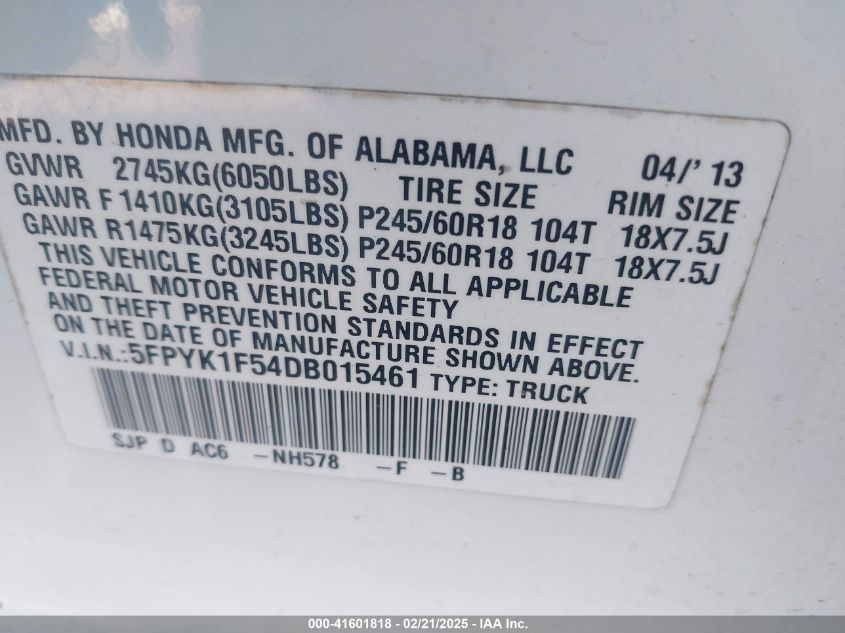 MFD. BY HONDA MFG. OF ALABAMA, LLC 04/' 13
GVWR 2745KG(6050LBS) TIRE SIZE RIM SIZE
GAWR F 1410KG(3105LBS) P245/60R18 104T 18X7.5J
GAWR R1475KG(3245LBS) P245/60R18 104T 18X7.5J
THIS VEHICLE CONFORMS TO ALL APPLICABLE
FEDERAL MOTOR VEHICLE SAFETY
AND THEFT PREVENTION STANDARDS IN EFFECT
ON THE DATE OF MANUFACTURE SHOWN ABOVE.
V.I.N.:5FPYK1F54DB015461 TYPE: TRUCK
SJP D AC6 -NH578 -F -B
000-41601818 - 02/21/2025 - IAA Inc.